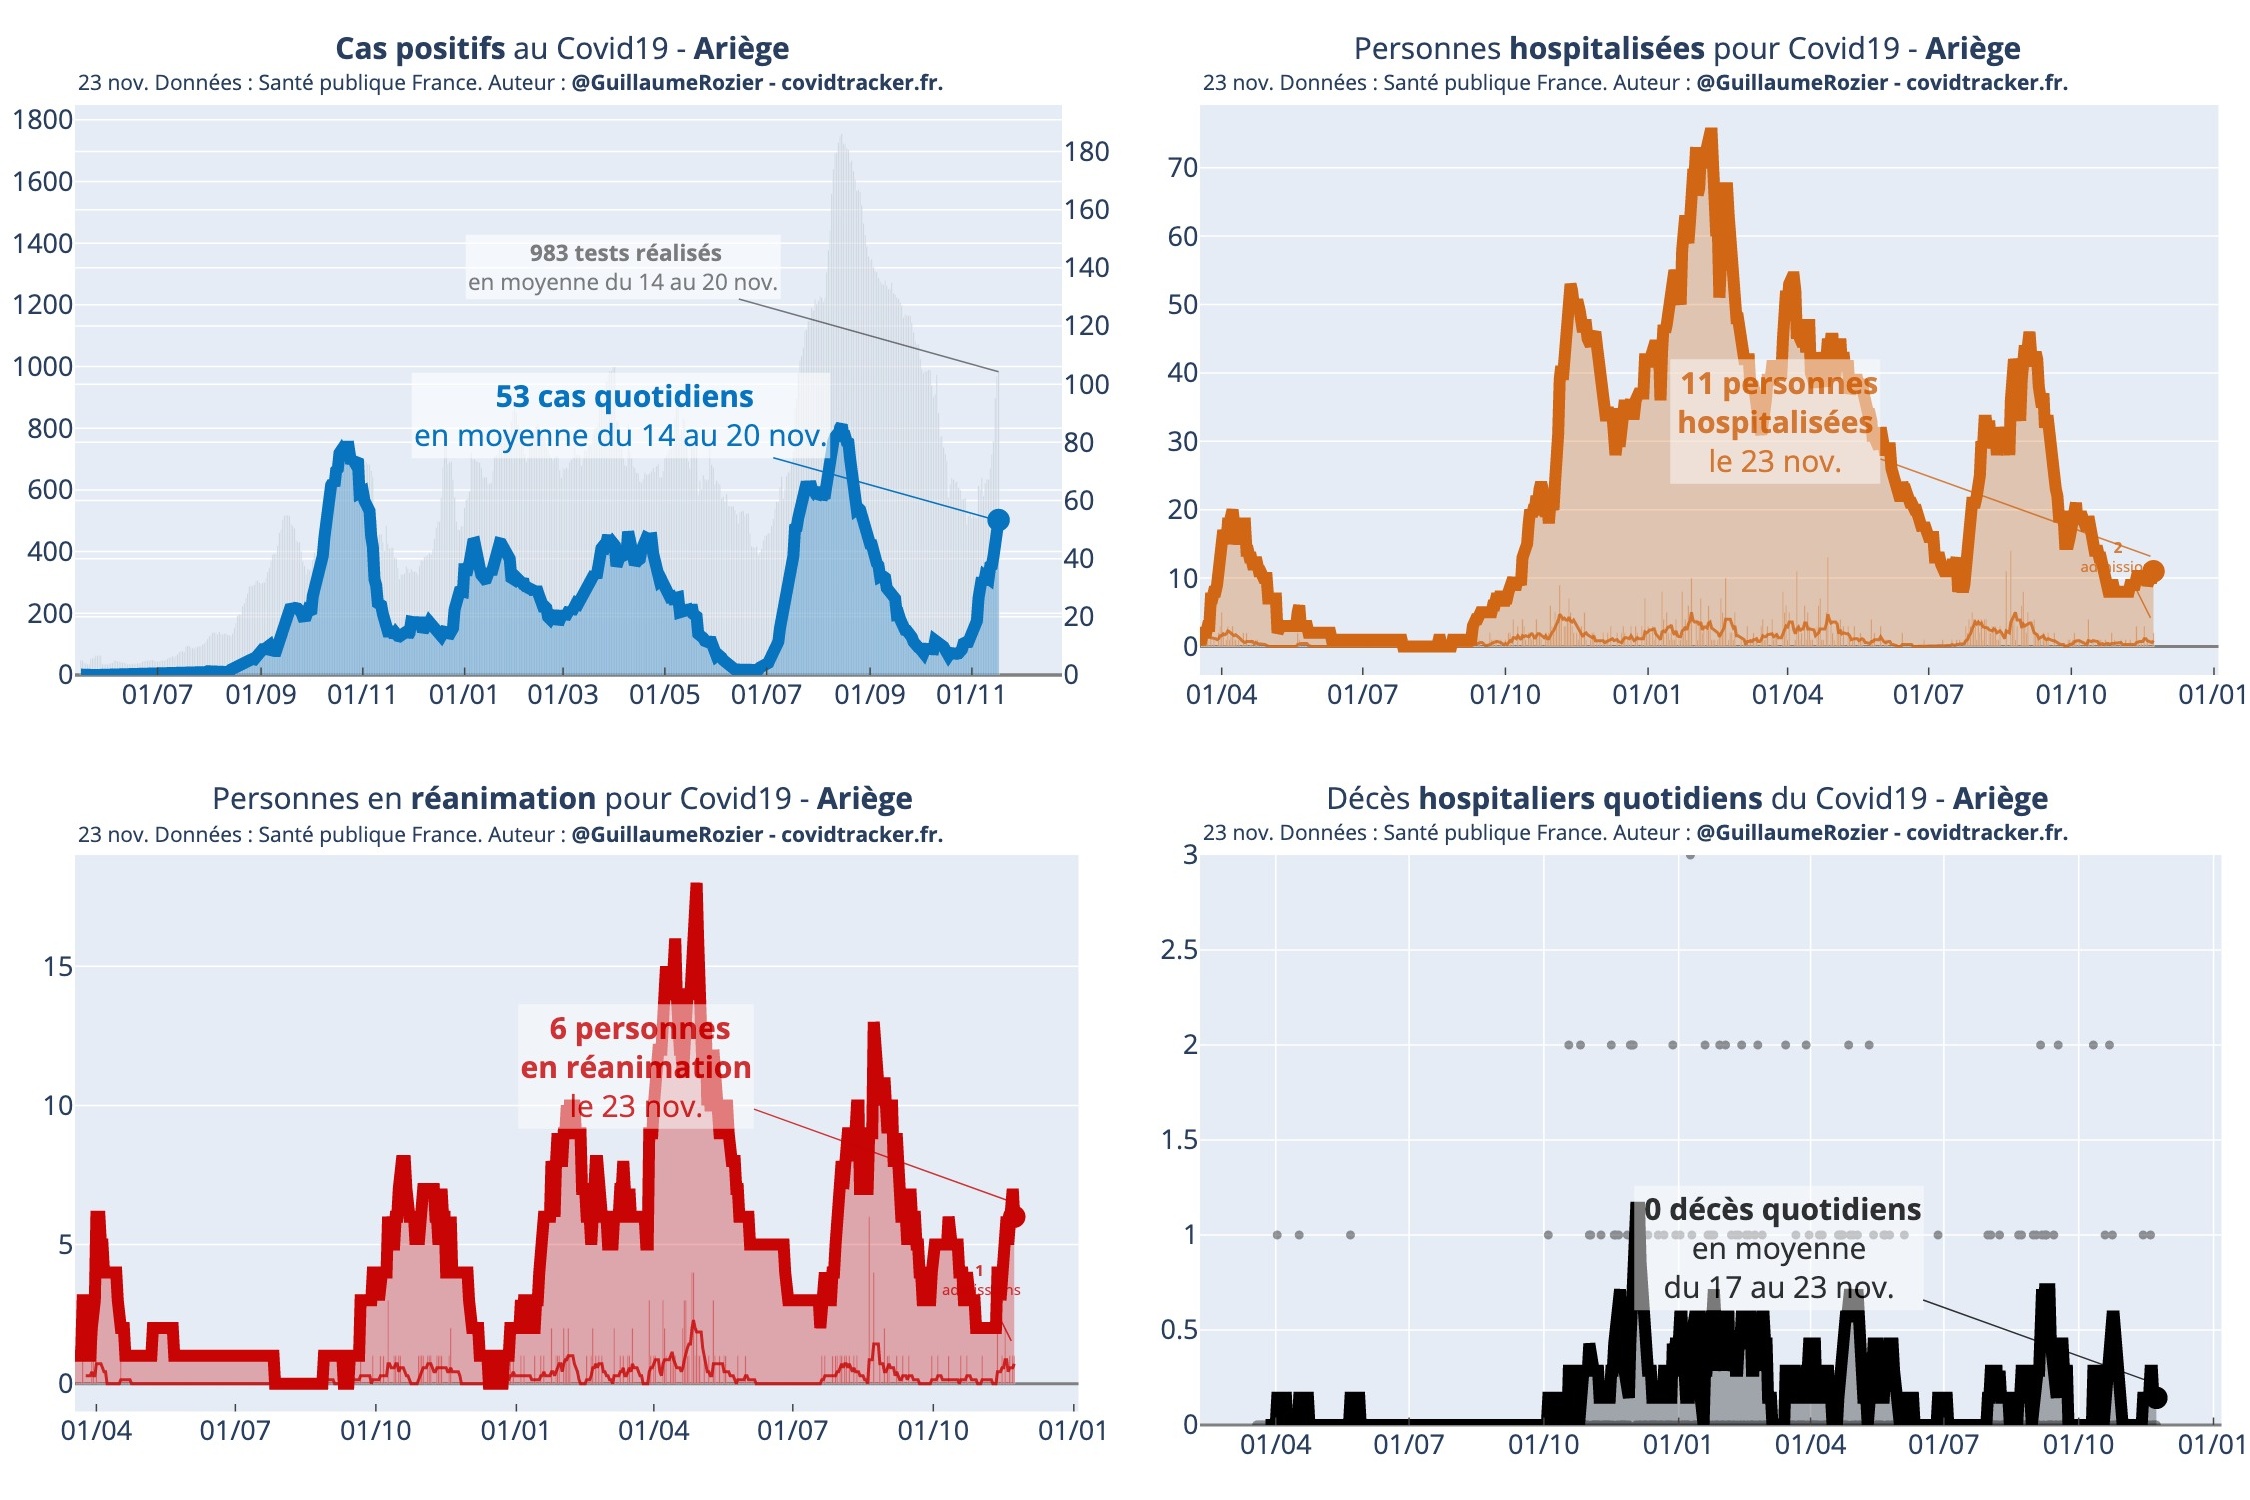 Cas positifs au Covid19 - Ariège
23 nov. Données : Santé publique France. Auteur : @GuillaumeRozier - covidtracker.fr.
1800
1600
1400
1200
1000
800
600
400
200
0
180
160
140
120
100
80
60
40
20
0
983 tests réalisés
en moyenne du 14 au 20 nov.
53 cas quotidiens
en moyenne du 14 au 20 nov.
01/07 01/09 01/11 01/01 01/03 01/05 01/07 01/09 01/11
Personnes hospitalisées pour Covid19 - Ariège
23 nov. Données : Santé publique France. Auteur : @GuillaumeRozier - covidtracker.fr.
70
60
50
40
30
20
10
0
11 personnes
hospitalisées
le 23 nov.
2
01/04 01/07 01/10 01/01 01/04 01/07 01/10 01/01
Personnes en réanimation pour Covid19 - Ariège
23 nov. Données : Santé publique France. Auteur : @GuillaumeRozier - covidtracker.fr.
15
10
5
0
6 personnes
en réanimation
le 23 nov.
1
admissions
01/04 01/07 01/10 01/01 01/04 01/07 01/10 01/01
Décès hospitaliers quotidiens du Covid19 - Ariège
23 nov. Données : Santé publique France. Auteur : @GuillaumeRozier - covidtracker.fr.
3
2.5
2
1.5
1
0.5
0
0 décès quotidiens
en moyenne
du 17 au 23 nov.
01/04 01/07 01/10 01/01 01/04 01/07 01/10 01/01